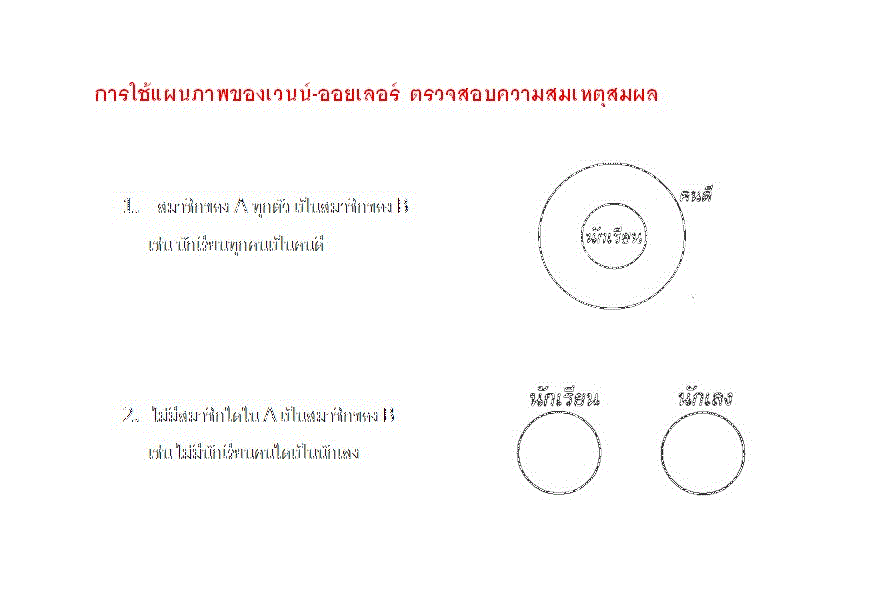 การใช้แผนภาพของเวนน์-ออยเลอร์ ตรวจสอบความสมเหตุสมผล
1. สมาชิกของ A ทุกตัว เป็นสมาชิกของ B
เช่น นักเรียนทุกคนเป็นคนดี
คนดี
นักเรียน
2. ไม่มีสมาชิกใดใน A เป็นสมาชิกของ B
เช่น ไม่มีนักเรียนคนใดเป็นนักเลง
นักเรียน
นักเลง